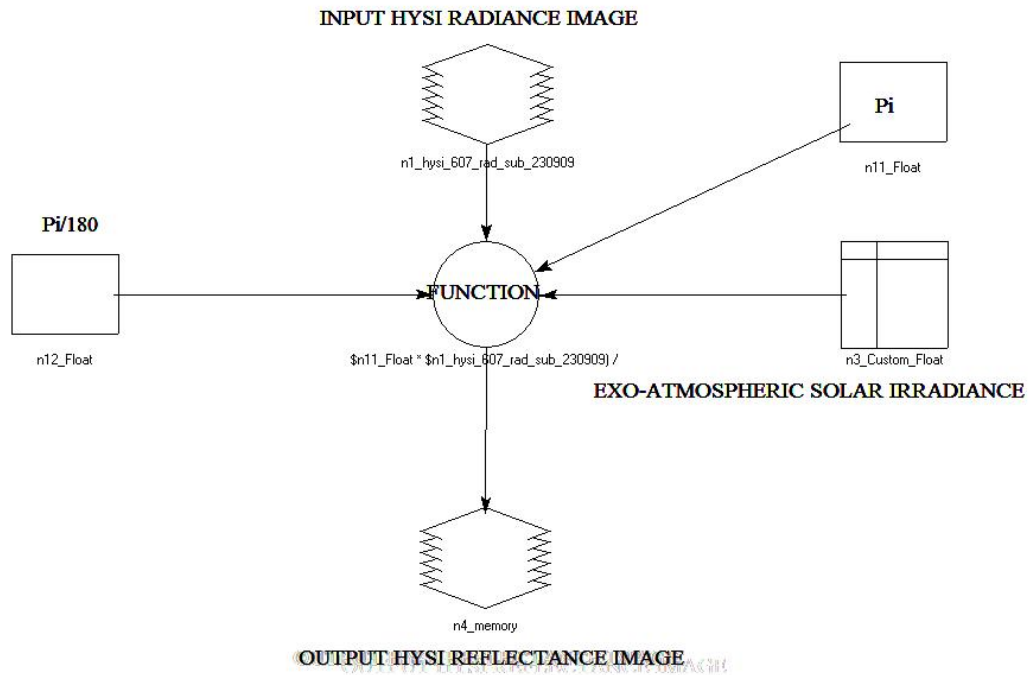 INPUT HYSI RADIANCE IMAGE
Pi
n1_hysi_607_rad_sub_230909
n11_Float
Pi/180
FUNCTION
n12_Float
$n11_Float * $n1_hysi_607_rad_sub_230909) /
n3_Custom_Float
EXO-ATMOSPHERIC SOLAR IRRADIANCE
n4_memory
OUTPUT HYSI REFLECTANCE IMAGE